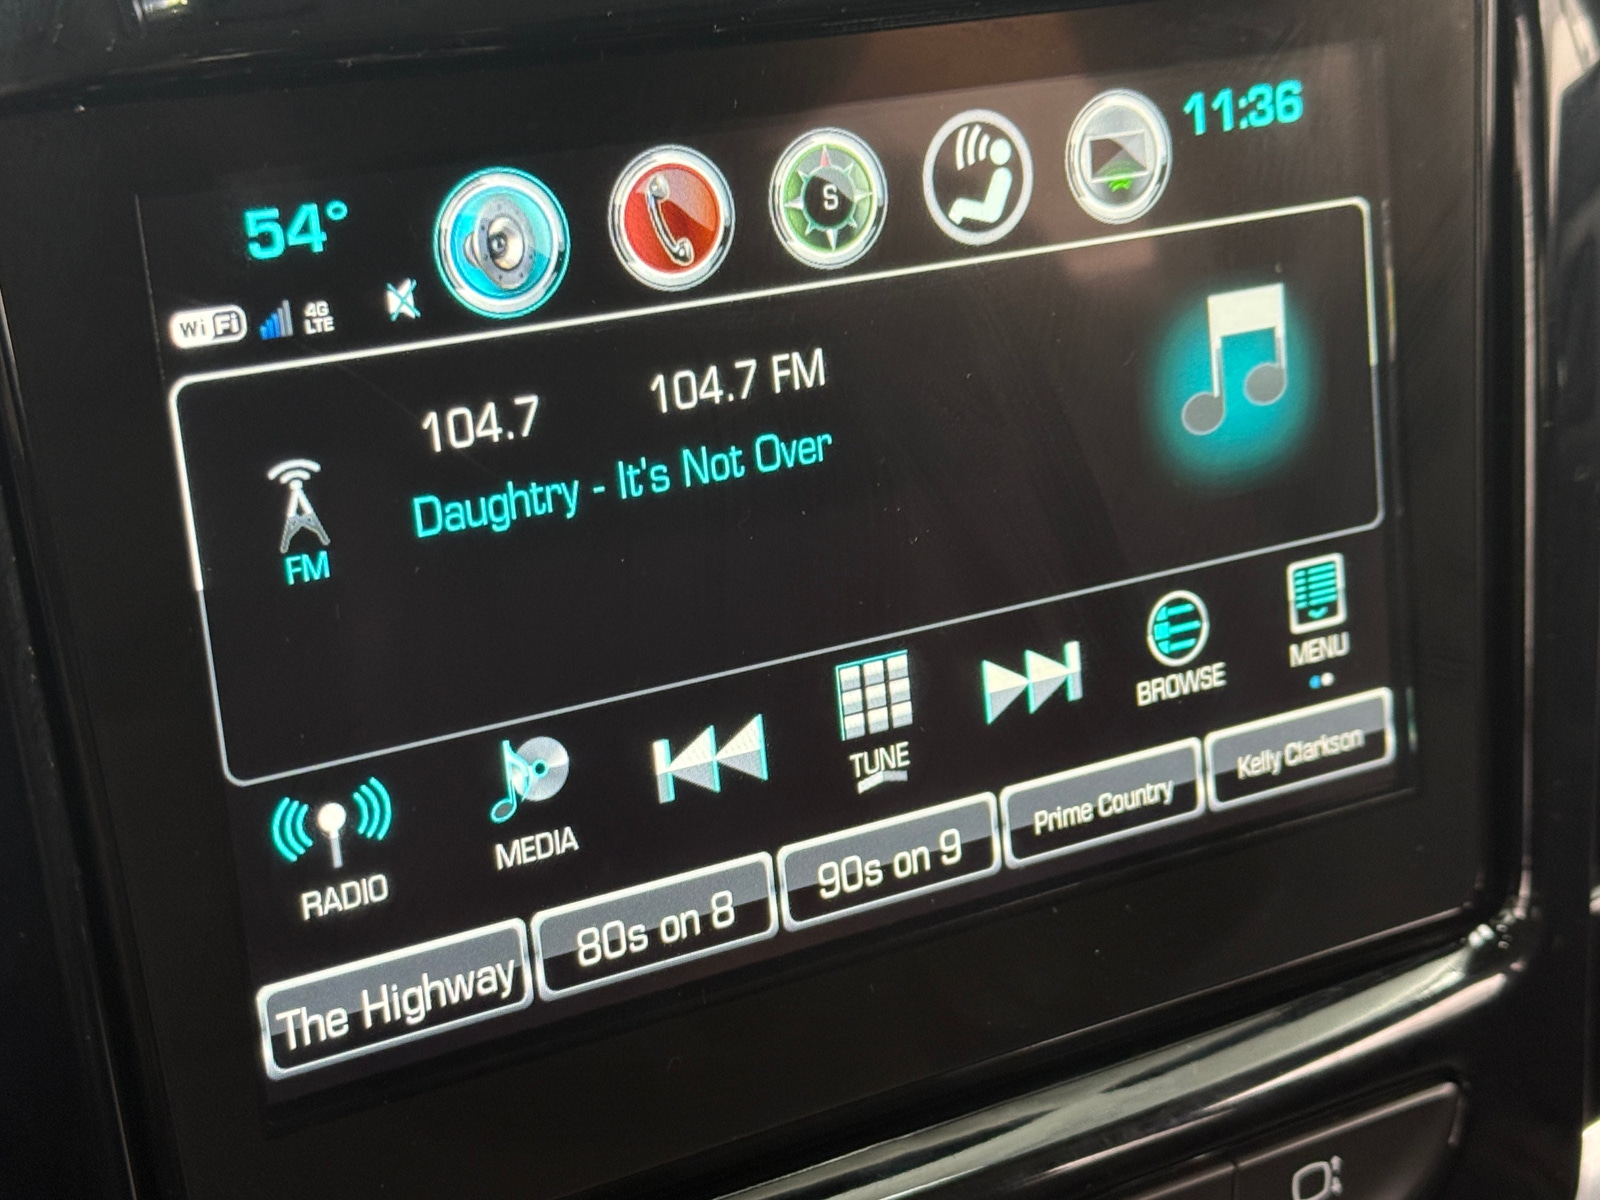 11:36
54°
S
WiFi 4G LTE
104.7 104.7 FM
Daughtry - It's Not Over
FM
RADIO MEDIA TUNE BROWSE MENU
The Highway 80s on 8 90s on 9 Prime Country Kelly Clarkson